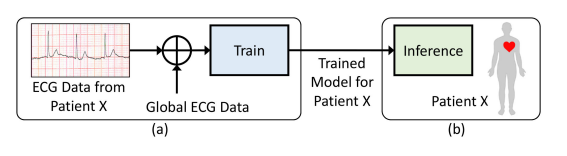 ECG Data from
Patient X
Global ECG Data
Train
Trained
Model for
Patient X
Inference
Patient X
(a)
(b)